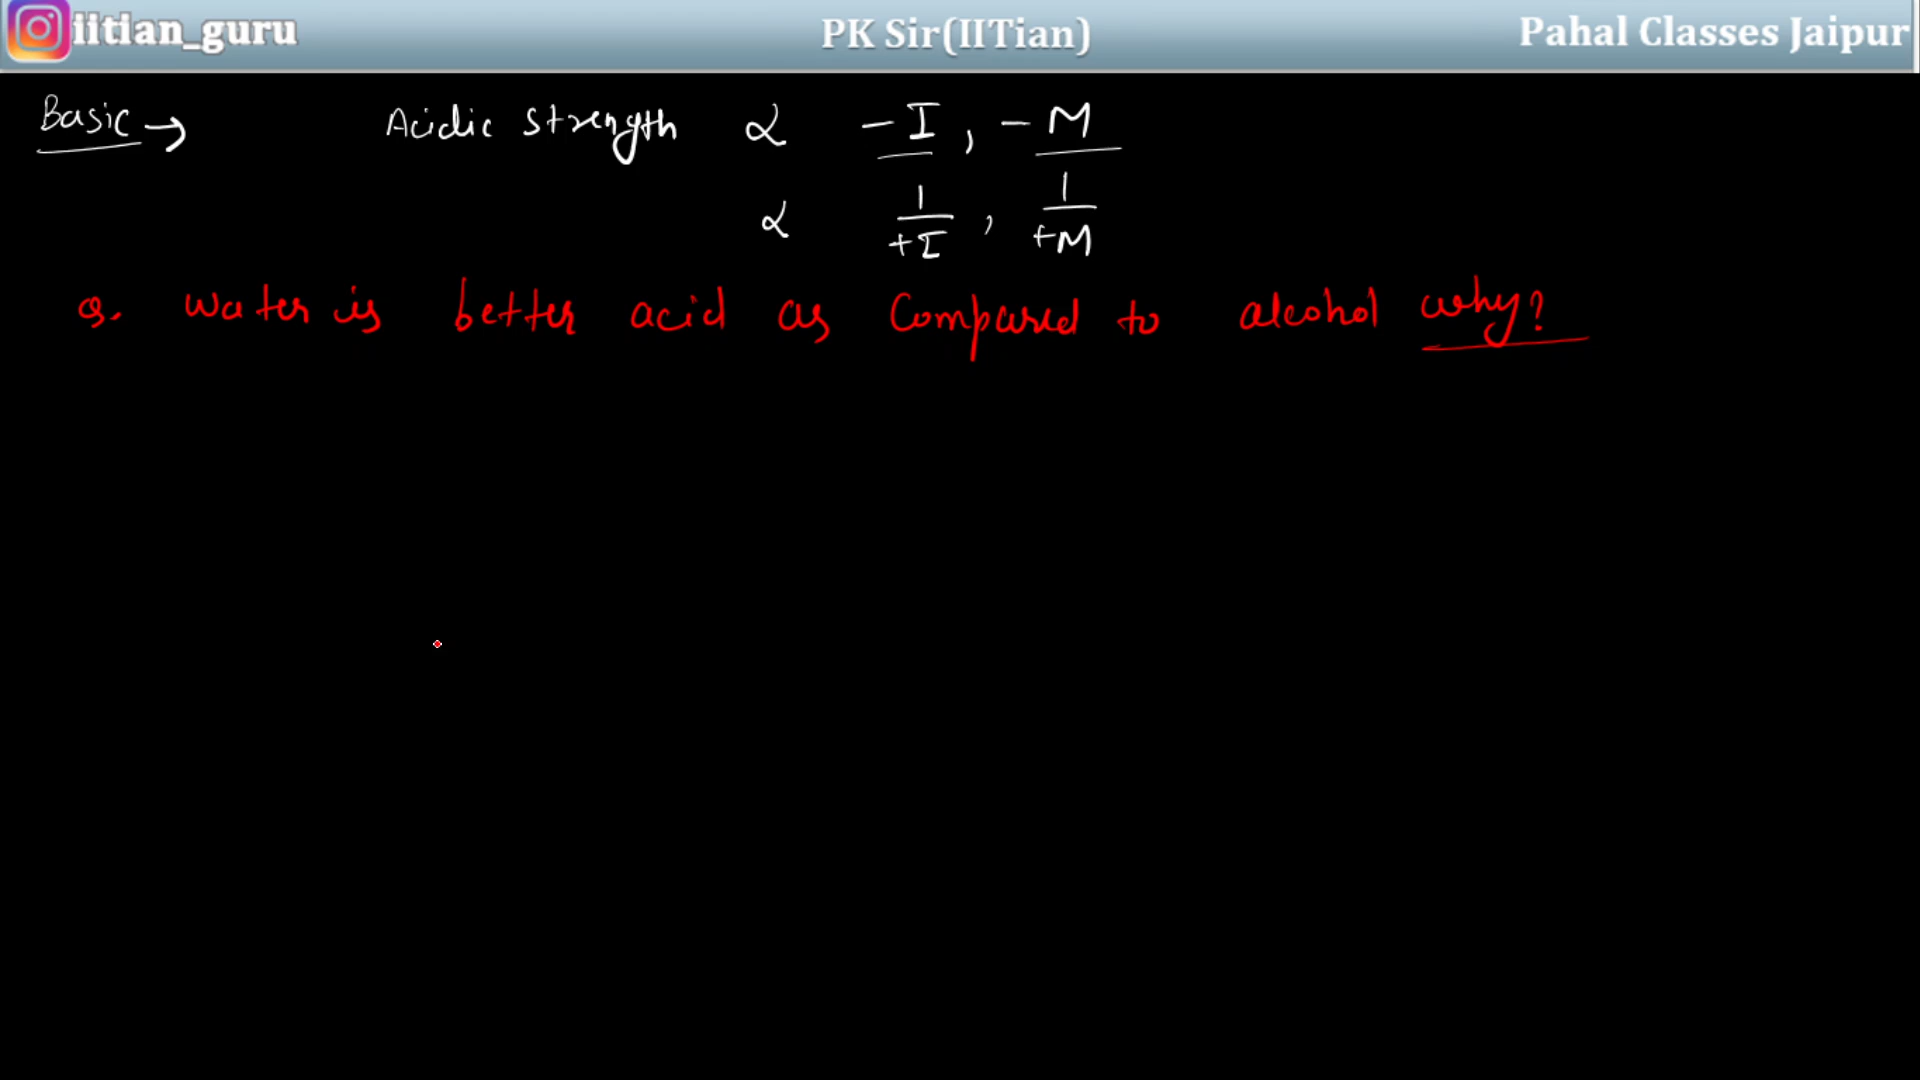 iitian_guru PK Sir(IITian) Pahal Classes Jaipur
Basic → Acidic strength α -I, -M
α 1/+I, 1/+M
Q. water is better acid as compared to alcohol why?